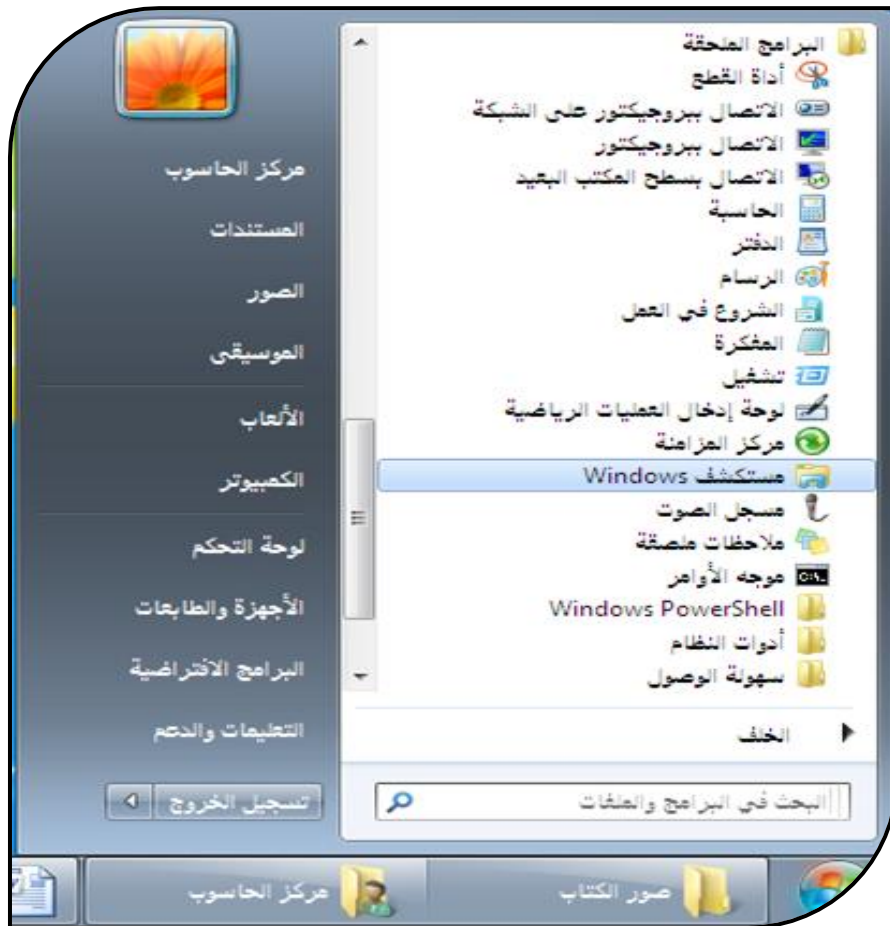 البرامج الملحقة
أداة القطع
الاتصال ببروجيكتور على الشبكة
الاتصال ببروجيكتور
الاتصال بسطح المكتب البعيد
الحاسبة
الدفتر
الرسام
الشروع في العمل
المفكرة
تشغيل
لوحة إدخال العمليات الرياضية
مركز المزامنة
مستكشف Windows
مسجل الصوت
ملاحظات ملصقة
موجه الأوامر
Windows PowerShell
أدوات النظام
سهولة الوصول
الخلف
البحث في البرامج والملفات
مركز الحاسوب
المستندات
الصور
الموسيقى
الألعاب
الكمبيوتر
لوحة التحكم
الأجهزة والطابعات
البرامج الافتراضية
التعليمات والدعم
تسجيل الخروج
صور الكتاب
مركز الحاسوب